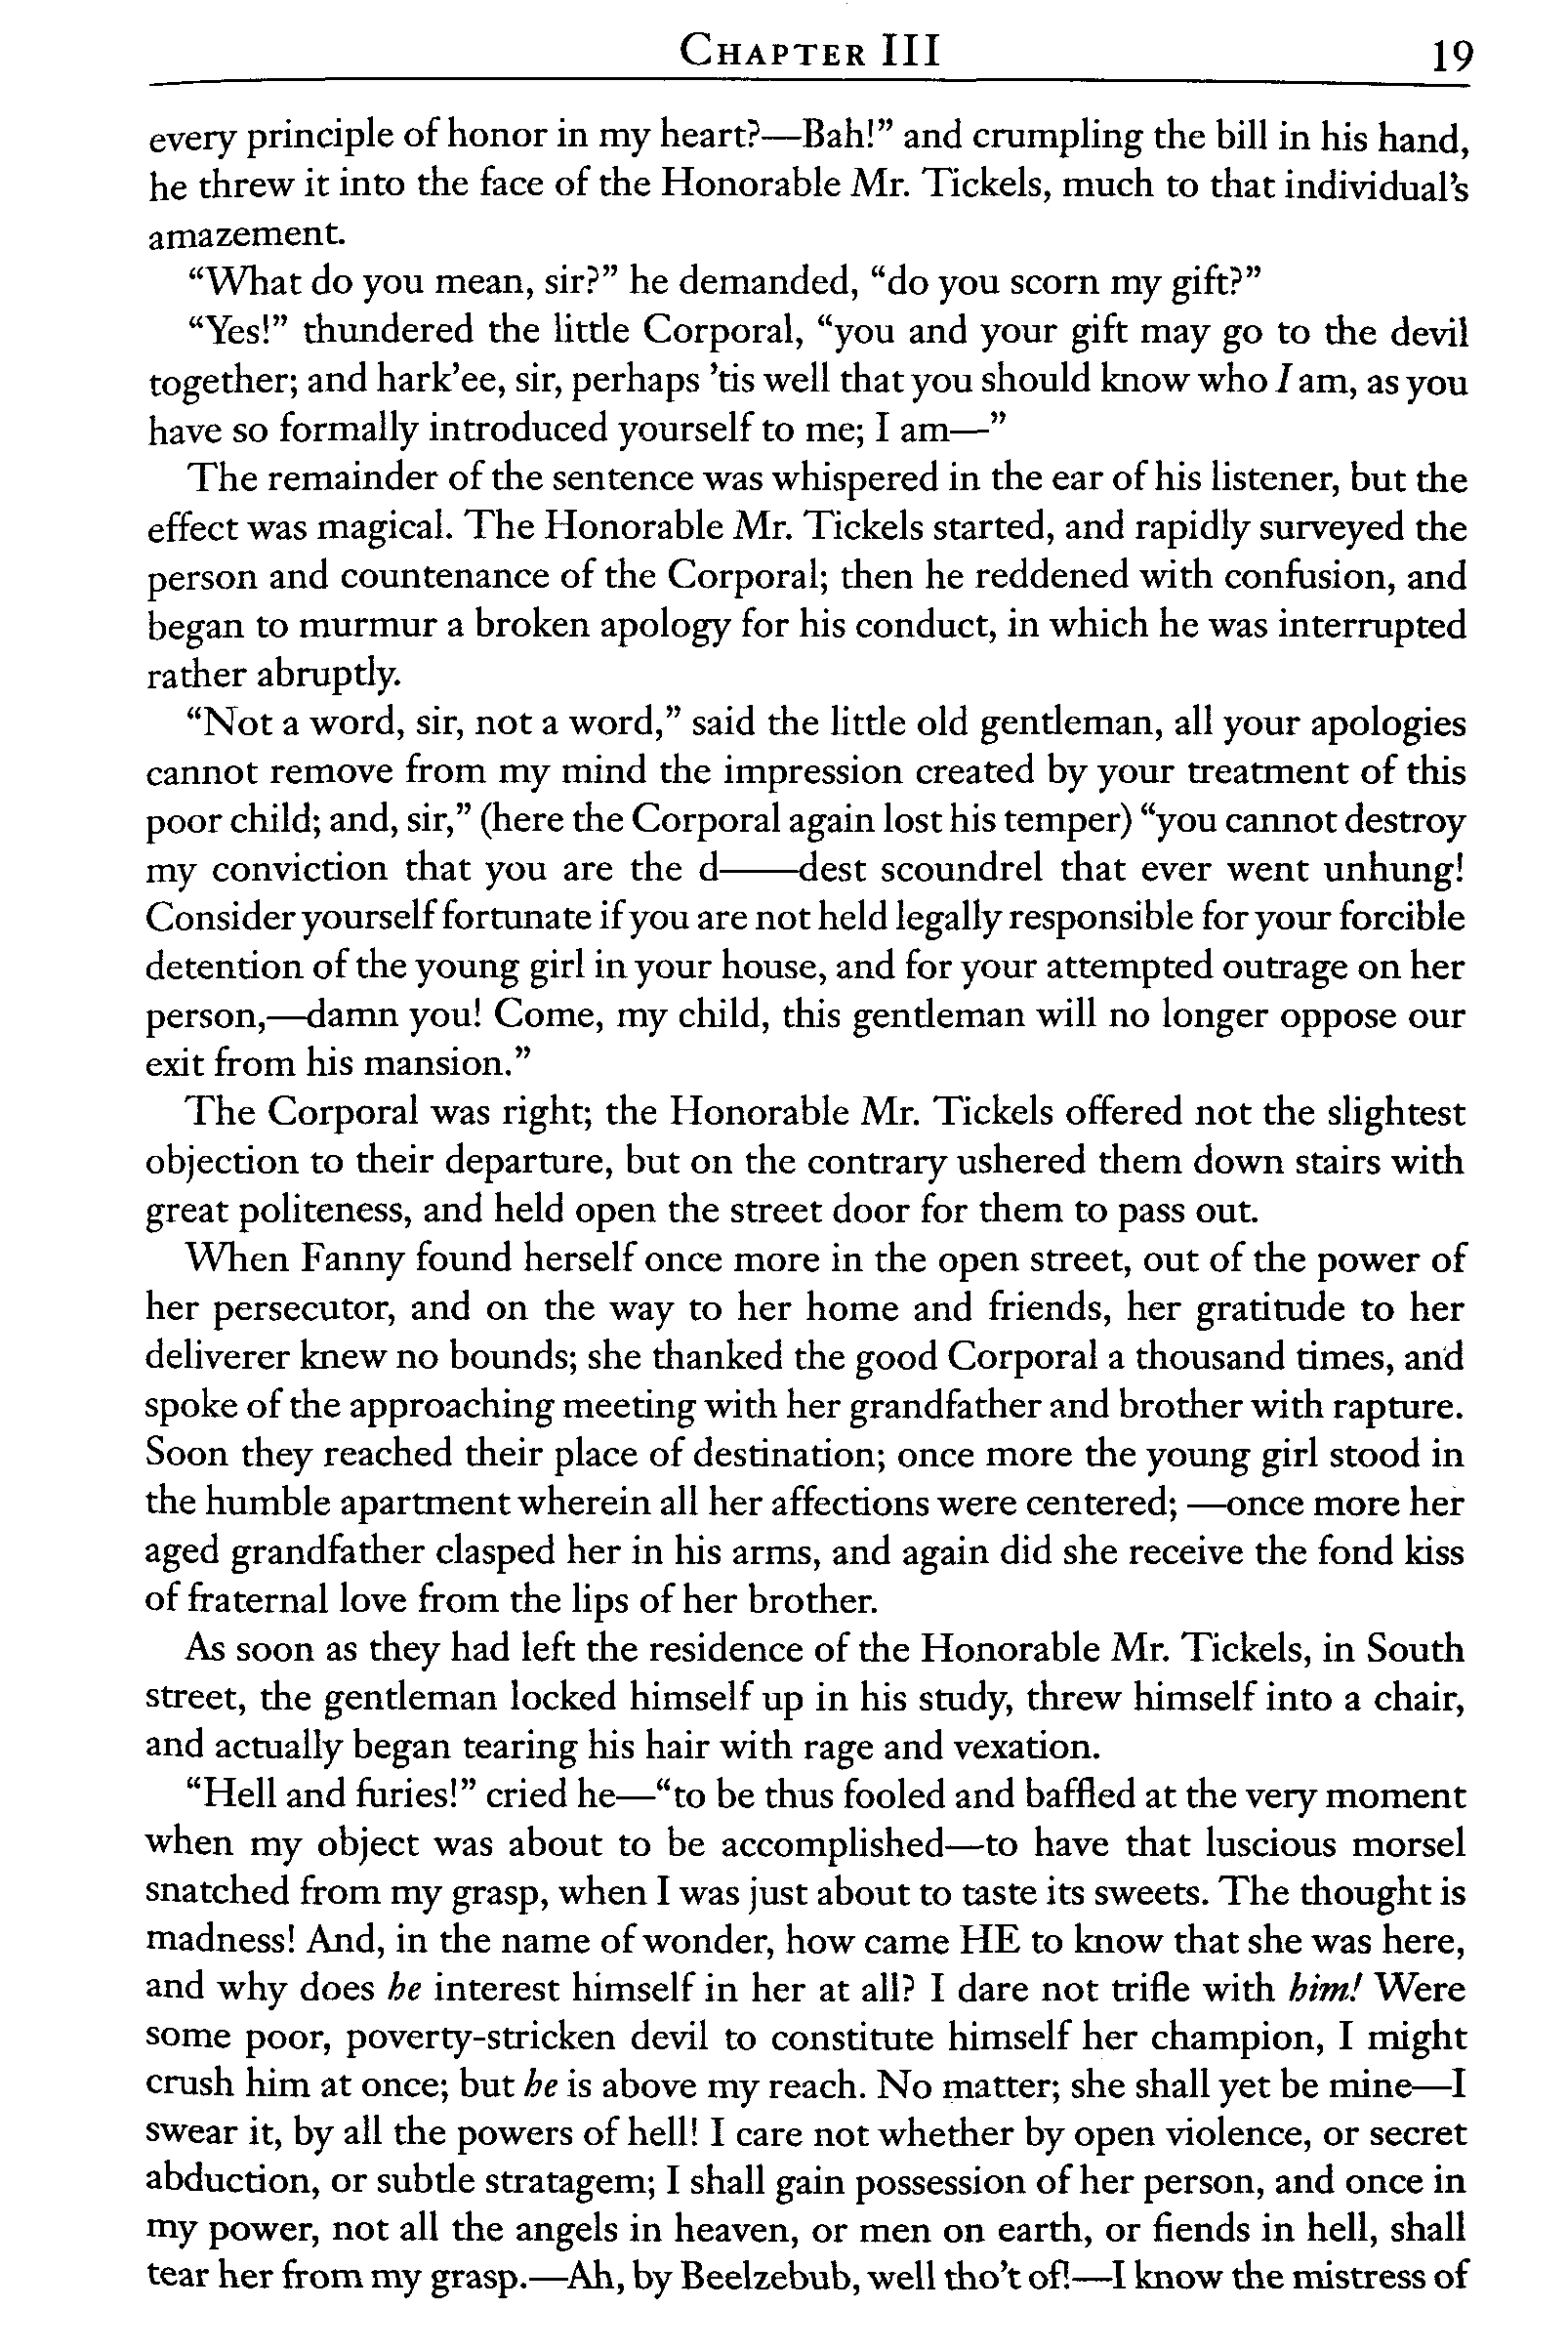 CHAPTER III 19
every principle of honor in my heart?—Bah!” and crumpling the bill in his hand,
he threw it into the face of the Honorable Mr. Tickels, much to that individual’s
amazement.
“What do you mean, sir?” he demanded, “do you scorn my gift?”
“Yes!” thundered the little Corporal, “you and your gift may go to the devil
together; and hark’ee, sir, perhaps ’tis well that you should know who I am, as you
have so formally introduced yourself to me; I am—”
The remainder of the sentence was whispered in the ear of his listener, but the
effect was magical. The Honorable Mr. Tickels started, and rapidly surveyed the
person and countenance of the Corporal; then he reddened with confusion, and
began to murmur a broken apology for his conduct, in which he was interrupted
rather abruptly.
“Not a word, sir, not a word,” said the little old gentleman, all your apologies
cannot remove from my mind the impression created by your treatment of this
poor child; and, sir,” (here the Corporal again lost his temper) “you cannot destroy
my conviction that you are the d——dest scoundrel that ever went unhung!
Consider yourself fortunate if you are not held legally responsible for your forcible
detention of the young girl in your house, and for your attempted outrage on her
person,—damn you! Come, my child, this gentleman will no longer oppose our
exit from his mansion.”
The Corporal was right; the Honorable Mr. Tickels offered not the slightest
objection to their departure, but on the contrary ushered them down stairs with
great politeness, and held open the street door for them to pass out.
When Fanny found herself once more in the open street, out of the power of
her persecutor, and on the way to her home and friends, her gratitude to her
deliverer knew no bounds; she thanked the good Corporal a thousand times, and
spoke of the approaching meeting with her grandfather and brother with rapture.
Soon they reached their place of destination; once more the young girl stood in
the humble apartment wherein all her affections were centered; —once more her
aged grandfather clasped her in his arms, and again did she receive the fond kiss
of fraternal love from the lips of her brother.
As soon as they had left the residence of the Honorable Mr. Tickels, in South
street, the gentleman locked himself up in his study, threw himself into a chair,
and actually began tearing his hair with rage and vexation.
“Hell and furies!” cried he—“to be thus fooled and baffled at the very moment
when my object was about to be accomplished—to have that luscious morsel
snatched from my grasp, when I was just about to taste its sweets. The thought is
madness! And, in the name of wonder, how came HE to know that she was here,
and why does he interest himself in her at all? I dare not trifle with him! Were
some poor, poverty-stricken devil to constitute himself her champion, I might
crush him at once; but he is above my reach. No matter; she shall yet be mine—I
swear it, by all the powers of hell! I care not whether by open violence, or secret
abduction, or subtle stratagem; I shall gain possession of her person, and once in
my power, not all the angels in heaven, or men on earth, or fiends in hell, shall
tear her from my grasp.—Ah, by Beelzebub, well tho’t of!—I know the mistress of